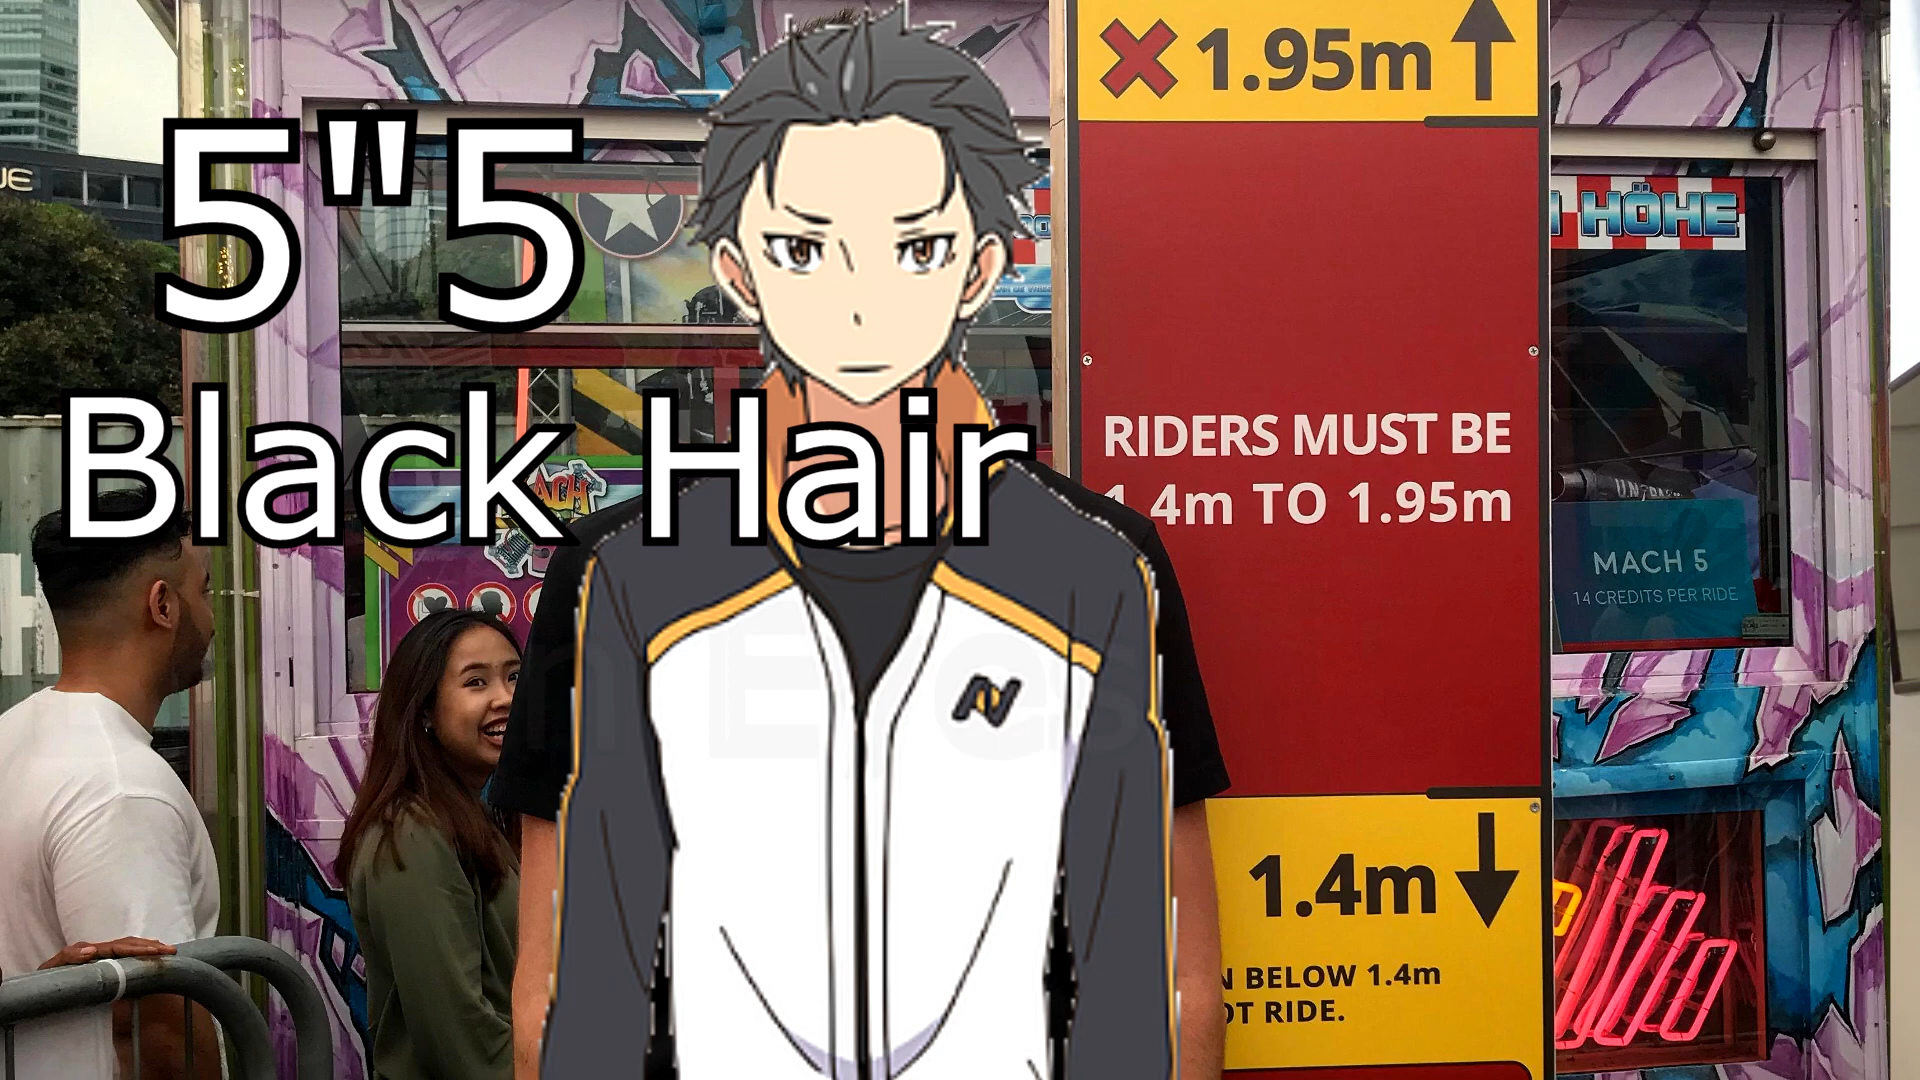 1.95m
5"5
HÖHE
Black Hair
RIDERS MUST BE
1.4m TO 1.95m
MACH 5
14 CREDITS PER RIDE
1.4m
BELOW 1.4m
RIDE.